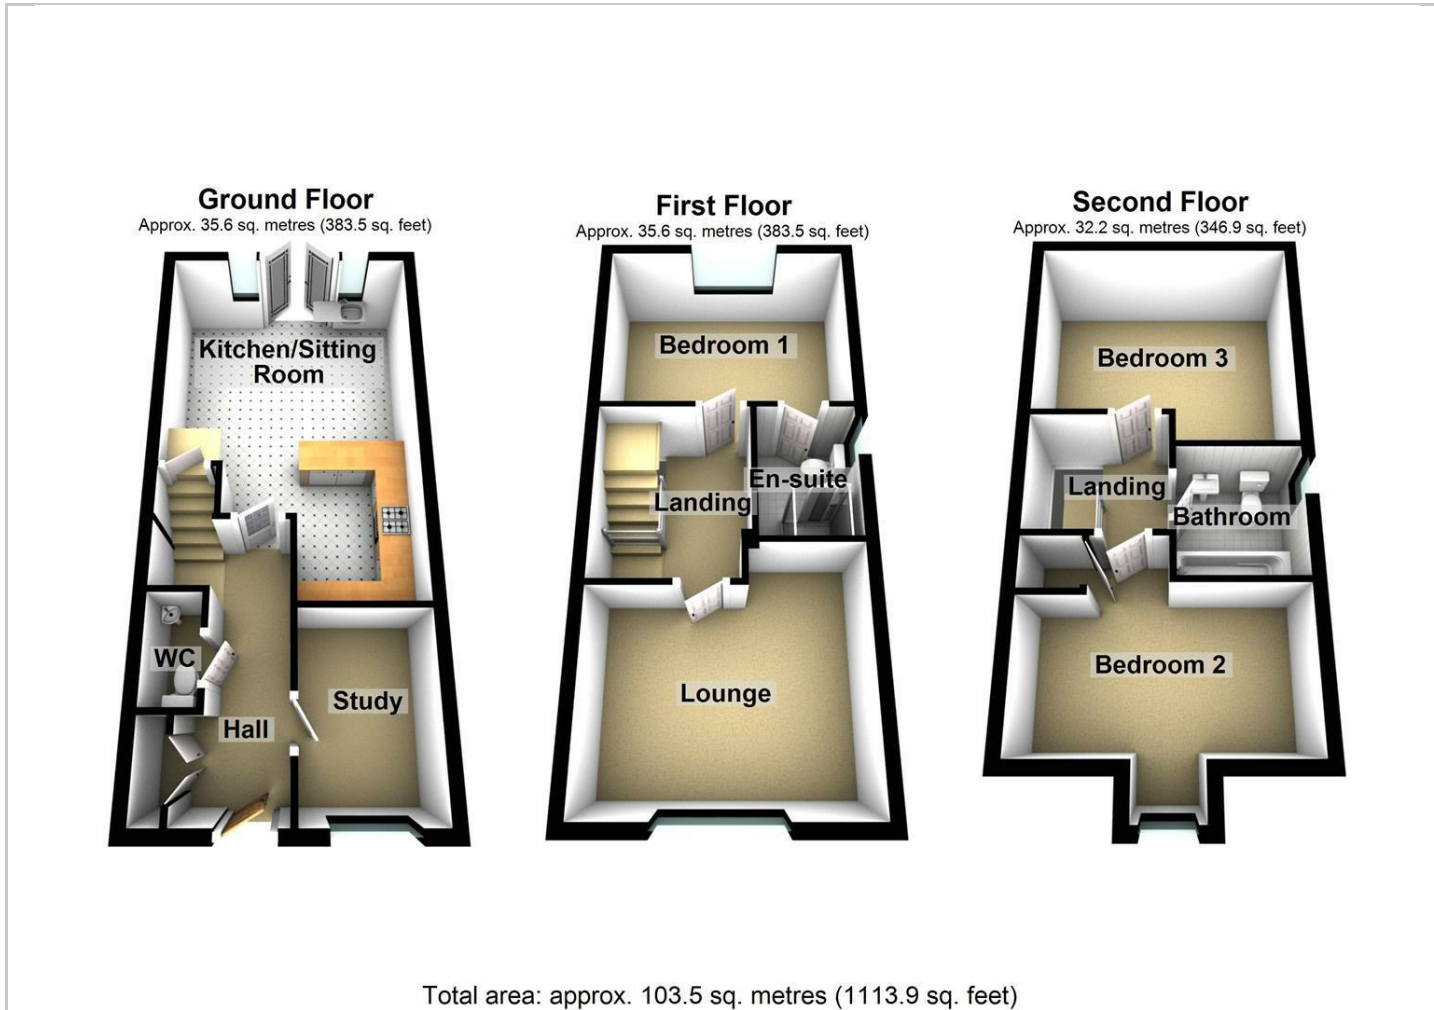 Ground Floor
Approx. 35.6 sq. metres (383.5 sq. feet)
Kitchen/Sitting
Room
WC
Hall
Study
First Floor
Approx. 35.6 sq. metres (383.5 sq. feet)
Bedroom 1
En-suite
Landing
Lounge
Second Floor
Approx. 32.2 sq. metres (346.9 sq. feet)
Bedroom 3
Landing
Bathroom
Bedroom 2
Total area: approx. 103.5 sq. metres (1113.9 sq. feet)